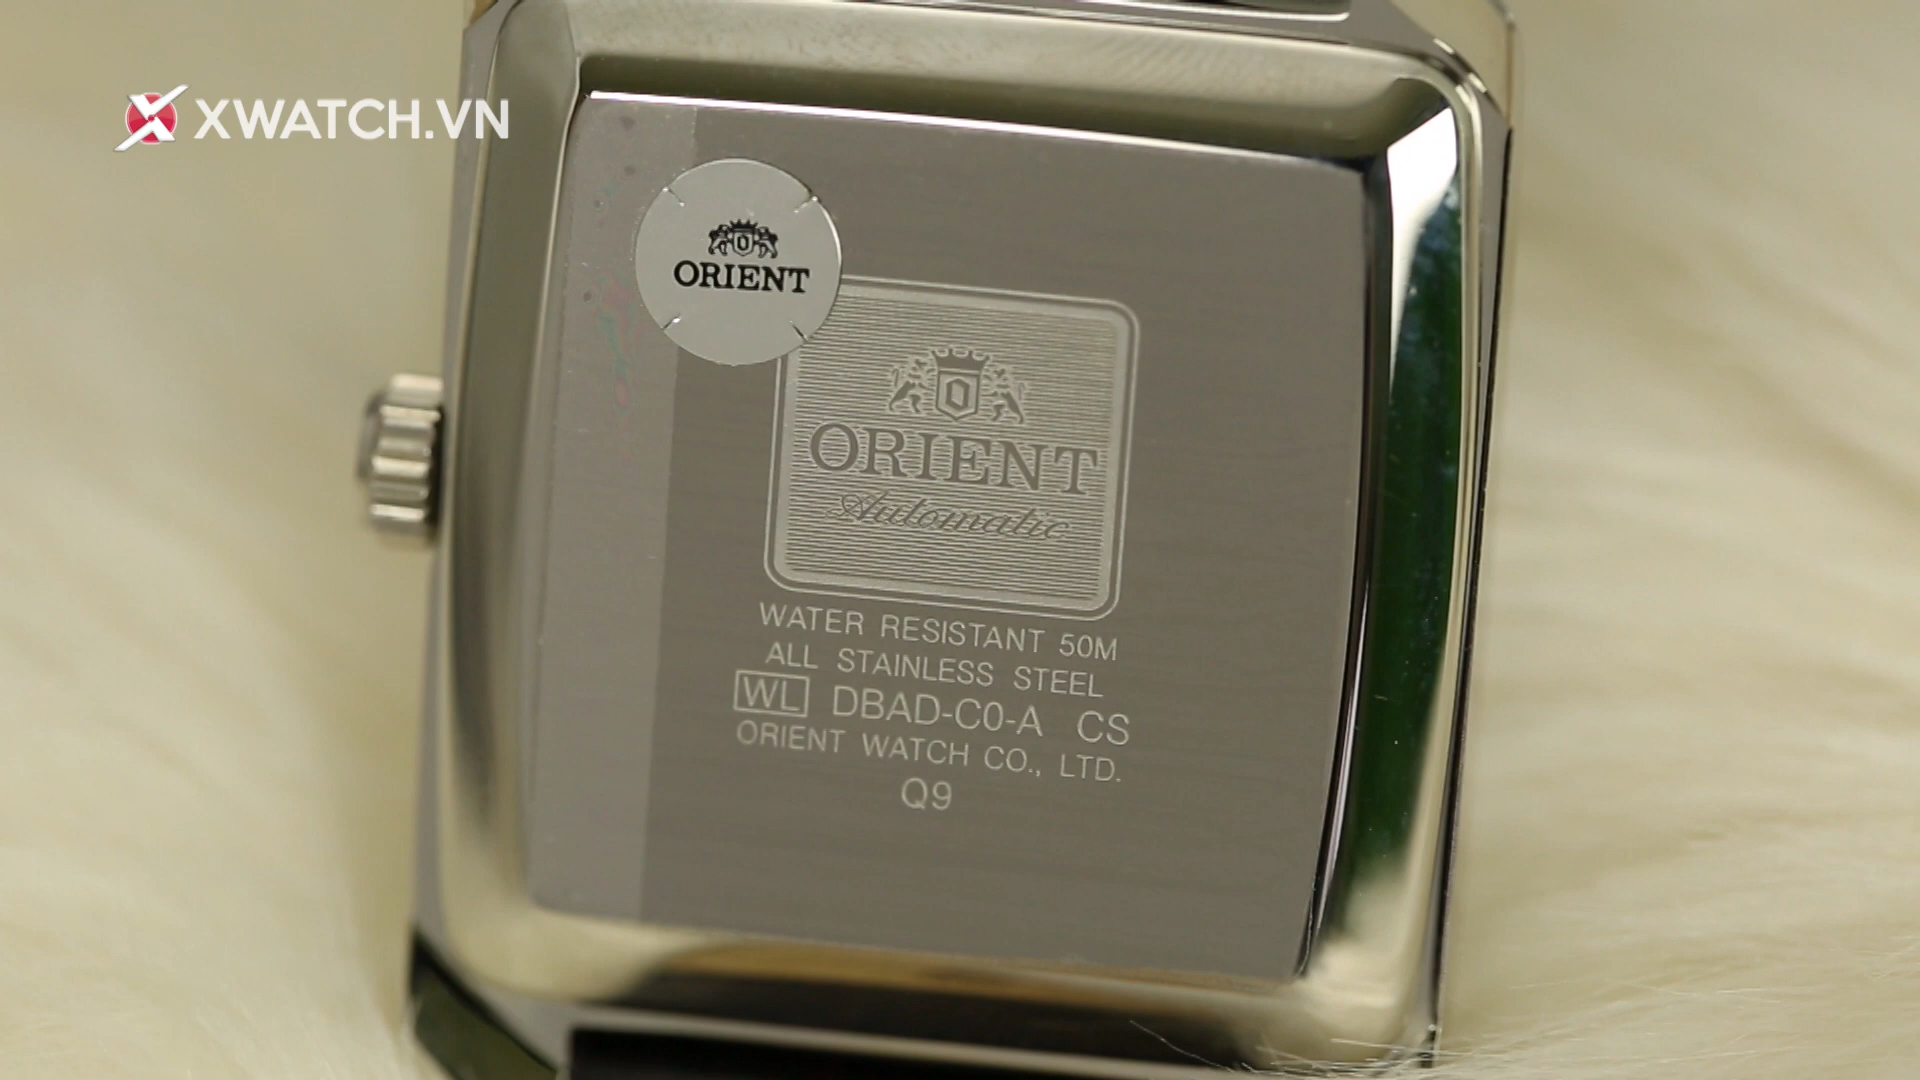 XWATCH.VN
ORIENT
ORIENT
Automatic
WATER RESISTANT 50M
ALL STAINLESS STEEL
WL DBAD-C0-A CS
ORIENT WATCH CO., LTD.
Q9